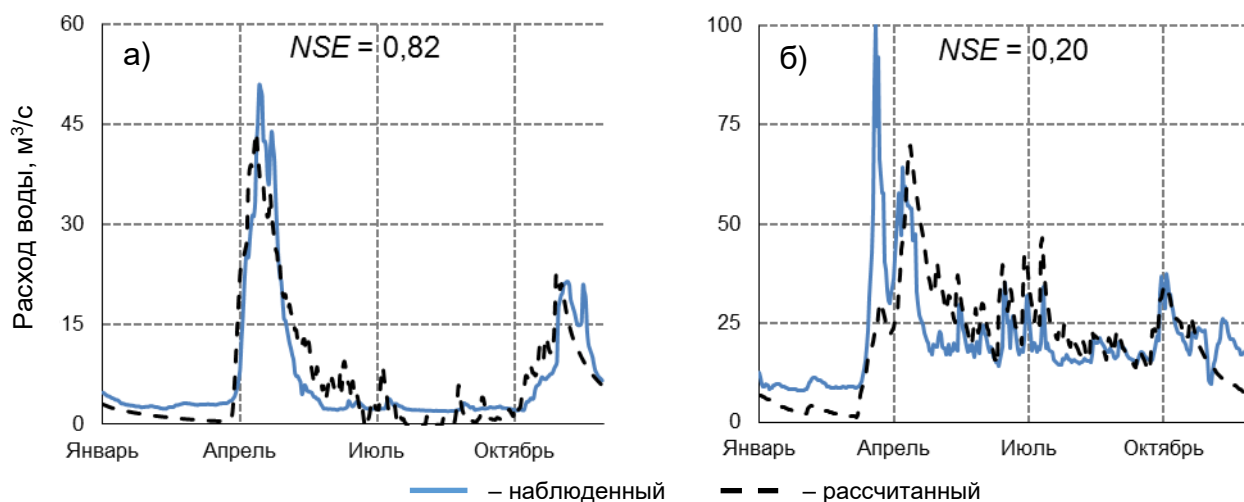 Расход воды, м³/с
а)
NSE = 0,82
60
45
30
15
0
Январь Апрель Июль Октябрь
б)
NSE = 0,20
100
75
50
25
0
Январь Апрель Июль Октябрь
– наблюденный – рассчитанный